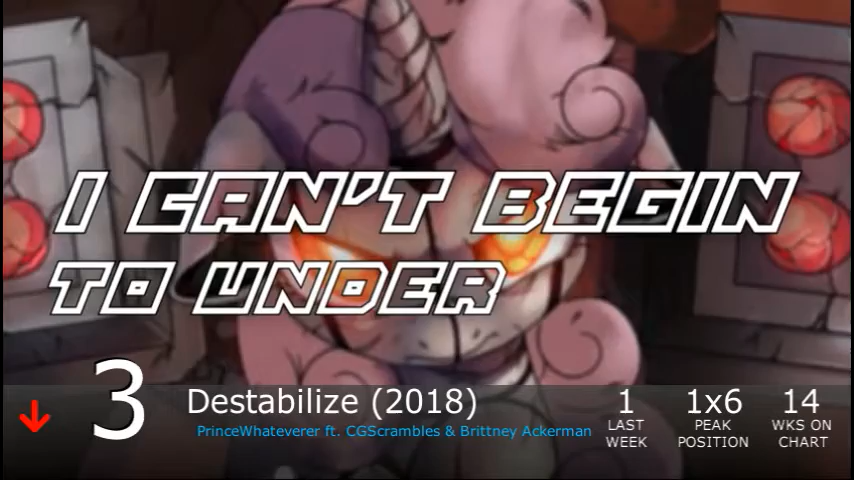 I CAN'T BEGIN
TO UNDER
3
Destabilize (2018)
PrinceWhateverer ft. CGScrambles & Brittney Ackerman
1
LAST
WEEK
1x6
PEAK
POSITION
14
WKS ON
CHART